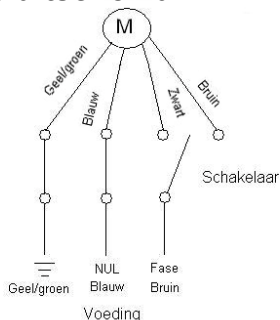 M
Geel/groen
Blauw
Zwart
Bruin
Schakelaar
Geel/groen
NUL
Blauw
Fase
Bruin
Voeding